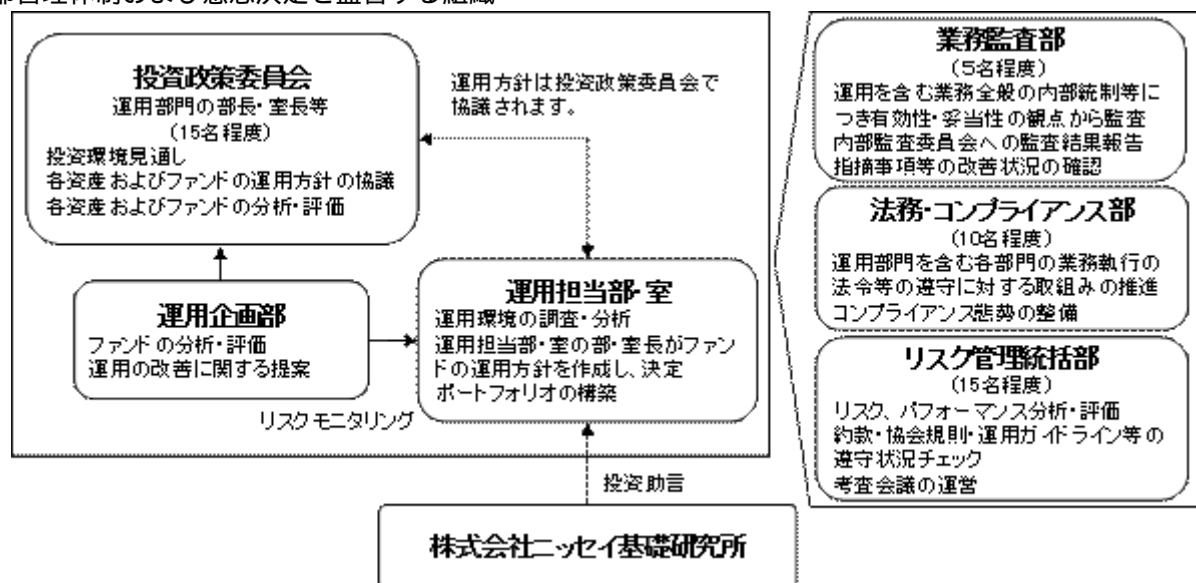 部管理体制および意思決定を監督する組織
投資政策委員会
運用部門の部長・室長等
(15名程度)
投資環境見通し
各資産およびファンドの運用方針の協議
各資産およびファンドの分析・評価
運用方針は投資政策委員会で
協議されます。
運用企画部
ファンドの分析・評価
運用の改善に関する提案
運用担当部・室
運用環境の調査・分析
運用担当部・室の部・室長がファン
ドの運用方針を作成し、決定
ポートフォリオの構築
リスクモニタリング
投資助言
株式会社ニッセイ基礎研究所
業務監査部
(5名程度)
運用を含む業務全般の内部統制等に
つき有効性・妥当性の観点から監査
内部監査委員会への監査結果報告
指摘事項等の改善状況の確認
法務・コンプライアンス部
(10名程度)
運用部門を含む各部門の業務執行の
法令等の遵守に対する取組みの推進
コンプライアンス態勢の整備
リスク管理統括部
(15名程度)
リスク、パフォーマンス分析・評価
約款・協会規則・運用ガイドライン等の
遵守状況チェック
考査会議の運営